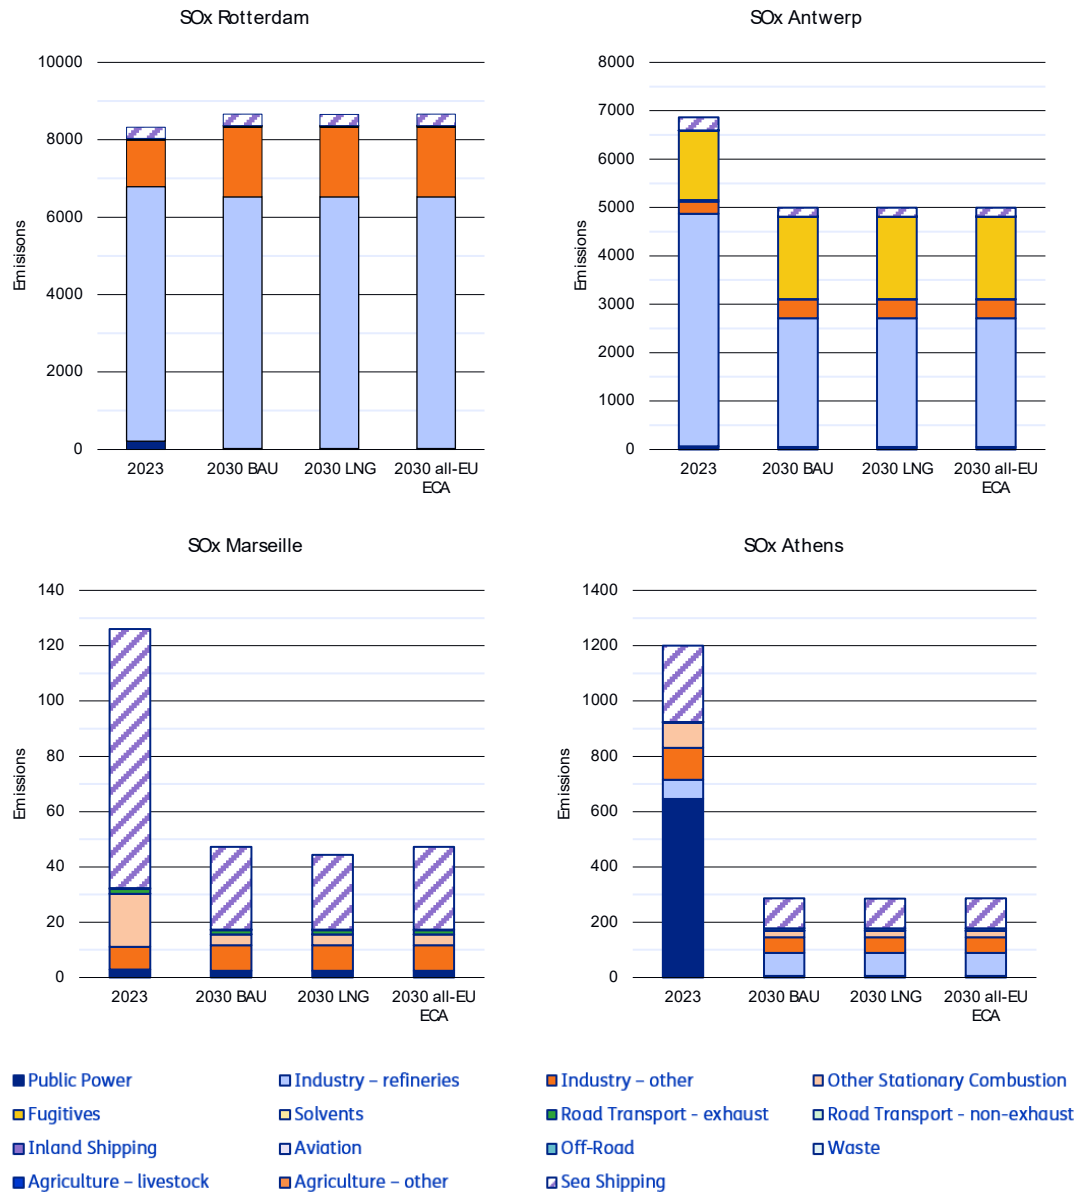 SOx Rotterdam
10000
8000
6000
4000
2000
0
Emisisons
2023
2030 BAU
2030 LNG
2030 all-EU
ECA
SOx Antwerp
8000
7000
6000
5000
4000
3000
2000
1000
0
Emissions
2023
2030 BAU
2030 LNG
2030 all-EU
ECA
SOx Marseille
140
120
100
80
60
40
20
0
Emissions
2023
2030 BAU
2030 LNG
2030 all-EU
ECA
SOx Athens
1400
1200
1000
800
600
400
200
0
Emissions
2023
2030 BAU
2030 LNG
2030 all-EU
ECA
Public Power
Industry – refineries
Industry – other
Other Stationary Combustion
Fugitives
Solvents
Road Transport - exhaust
Road Transport - non-exhaust
Inland Shipping
Aviation
Off-Road
Waste
Agriculture – livestock
Agriculture – other
Sea Shipping